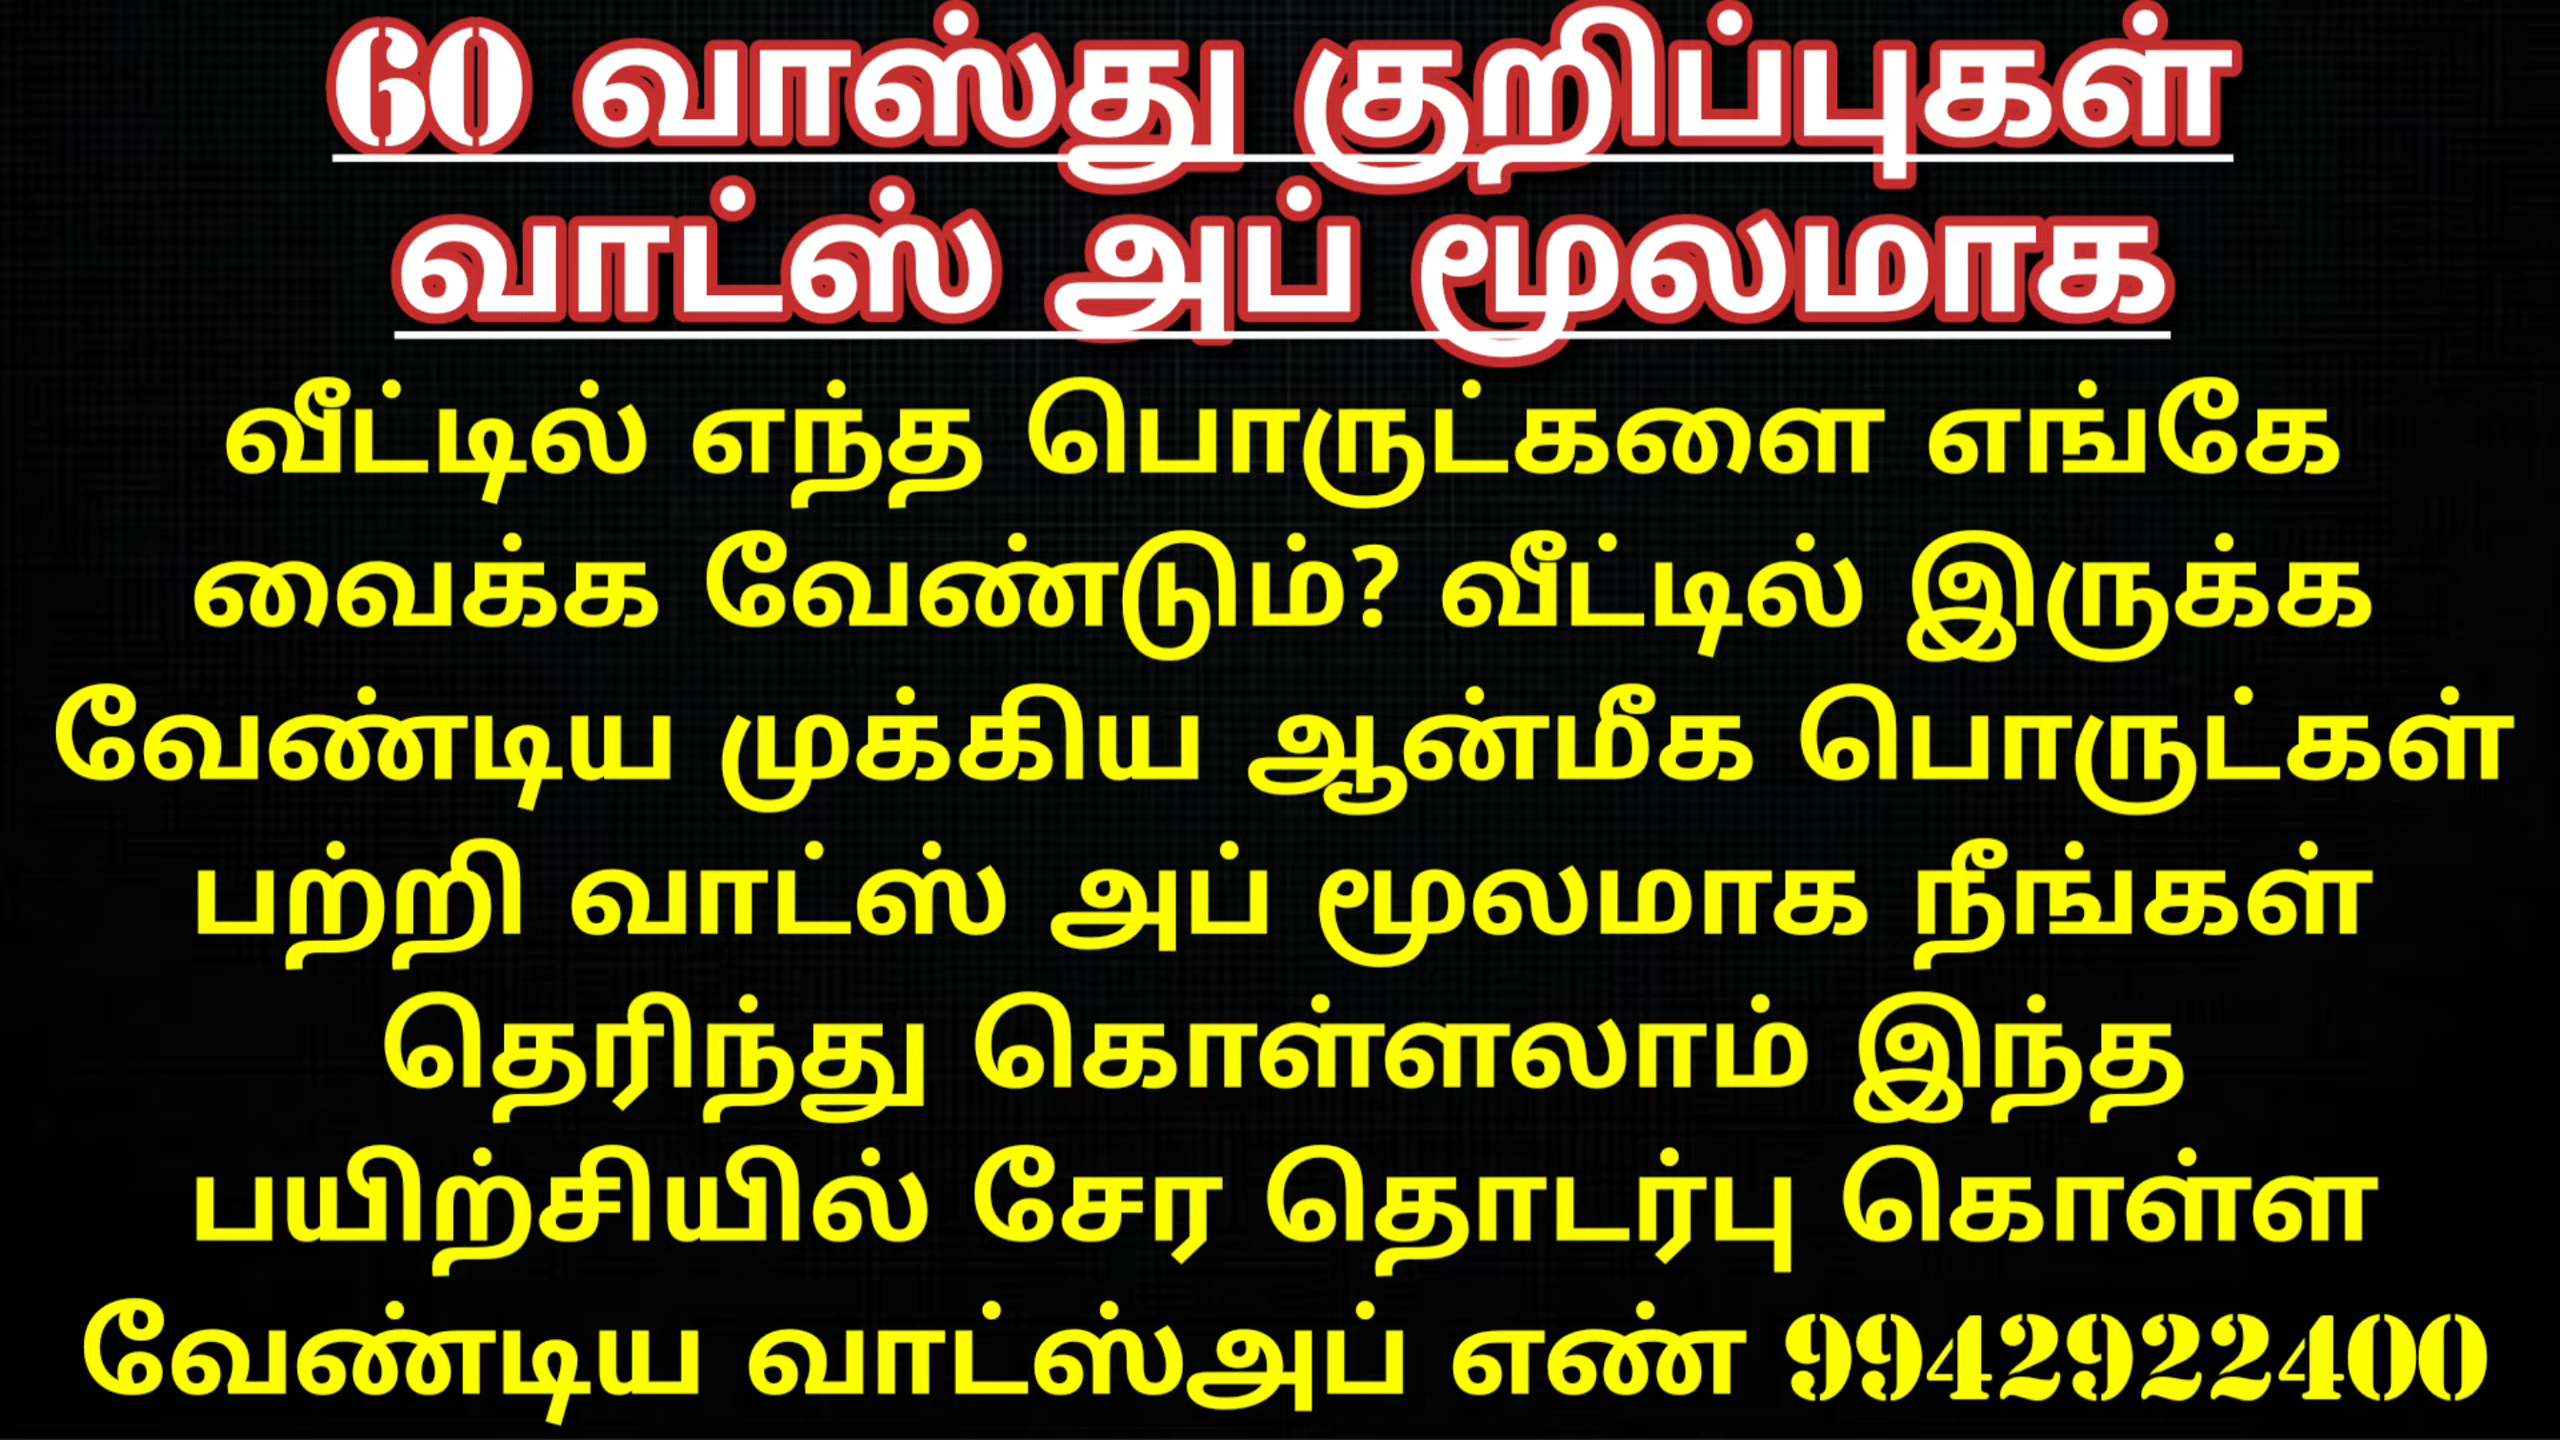 60 வாஸ்து குறிப்புகள்
வாட்ஸ் அப் மூலமாக
வீட்டில் எந்த பொருட்களை எங்கே
வைக்க வேண்டும்? வீட்டில் இருக்க
வேண்டிய முக்கிய ஆன்மீக பொருட்கள்
பற்றி வாட்ஸ் அப் மூலமாக நீங்கள்
தெரிந்து கொள்ளலாம் இந்த
பயிற்சியில் சேர தொடர்பு கொள்ள
வேண்டிய வாட்ஸ்அப் எண் 9942922400